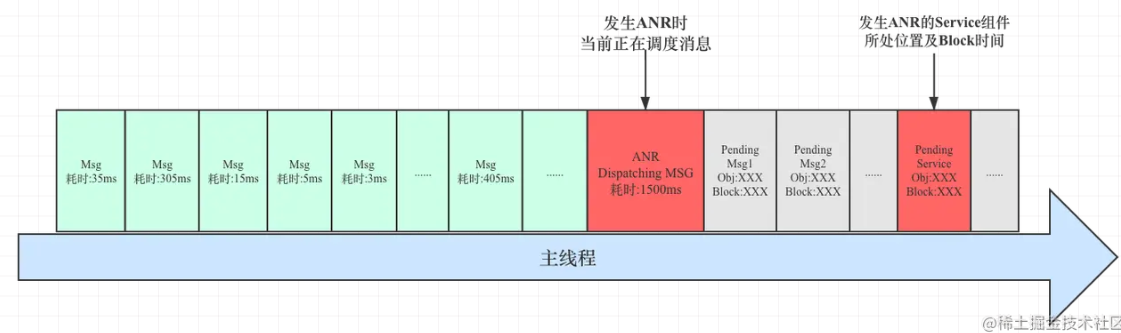 发生ANR时
当前正在调度消息
发生ANR的Service组件
所处位置及Block时间
Msg
耗时:35ms
Msg
耗时:305ms
Msg
耗时:15ms
Msg
耗时:5ms
Msg
耗时:3ms
......
Msg
耗时:405ms
......
ANR
Dispatching MSG
耗时:1500ms
Pending
Msg1
Obj:XXX
Block:XXX
Pending
Msg2
Obj:XXX
Block:XXX
......
Pending
Service
Obj:XXX
Block:XXX
......
主线程
@稀土掘金技术社区